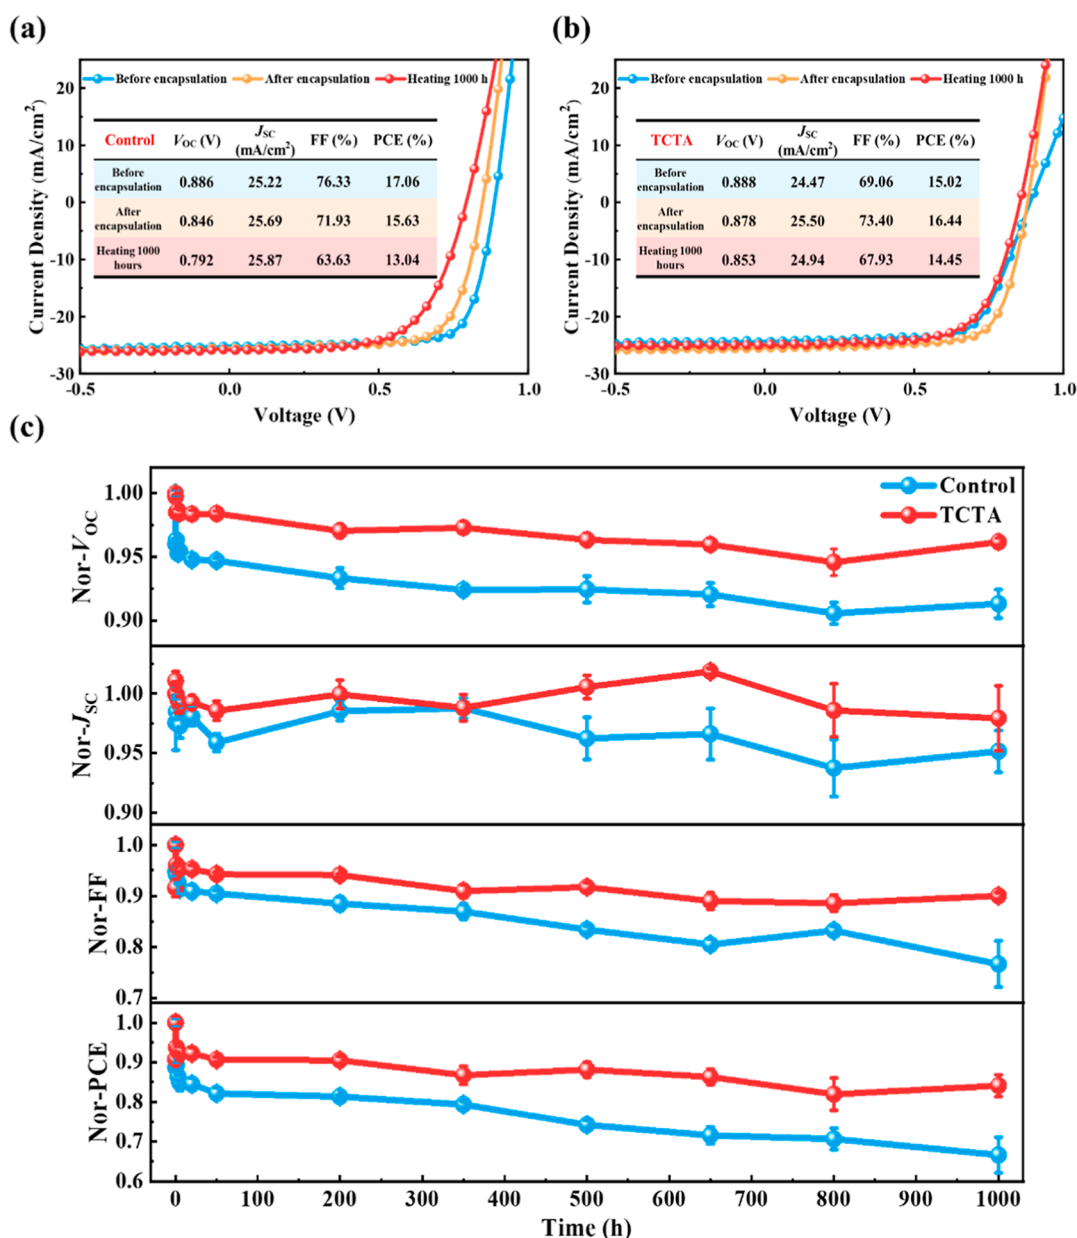 (a)
Before encapsulation After encapsulation Heating 1000 h
Control V_OC (V) J_SC (mA/cm²) FF (%) PCE (%)
Before encapsulation 0.886 25.22 76.33 17.06
After encapsulation 0.846 25.69 71.93 15.63
Heating 1000 hours 0.792 25.87 63.63 13.04
Current Density (mA/cm²)
20
10
0
-10
-20
-30
-0.5 0.0 0.5 1.0
Voltage (V)
(b)
Before encapsulation After encapsulation Heating 1000 h
TCTA V_OC (V) J_SC (mA/cm²) FF (%) PCE (%)
Before encapsulation 0.888 24.47 69.06 15.02
After encapsulation 0.878 25.50 73.40 16.44
Heating 1000 hours 0.853 24.94 67.93 14.45
Current Density (mA/cm²)
20
10
0
-10
-20
-30
-0.5 0.0 0.5 1.0
Voltage (V)
(c)
Control
TCTA
Nor-V_OC
1.00
0.95
0.90
Nor-J_SC
1.00
0.95
0.90
Nor-FF
1.0
0.9
0.8
0.7
Nor-PCE
1.0
0.9
0.8
0.7
0.6
0 100 200 300 400 500 600 700 800 900 1000
Time (h)